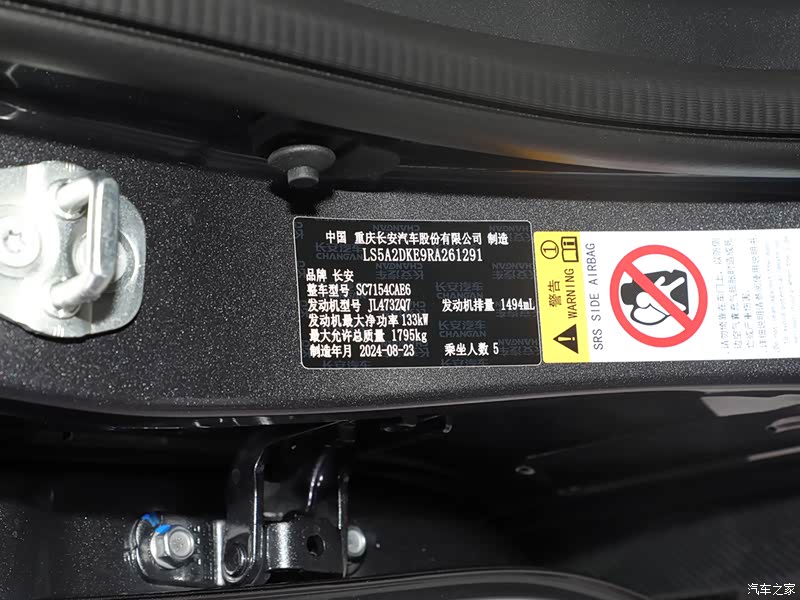 中国 重庆长安汽车股份有限公司 制造
LS5A2DKE9RA261291
品牌 长安
整车型号 SC7154CAE6
发动机型号 JL473ZQ7 发动机排量 1494mL
发动机最大净功率 133kW
最大允许总质量 1795kg
制造年月 2024-08-23 乘坐人数 5
警告
WARNING
SRS SIDE AIRBAG
汽车之家